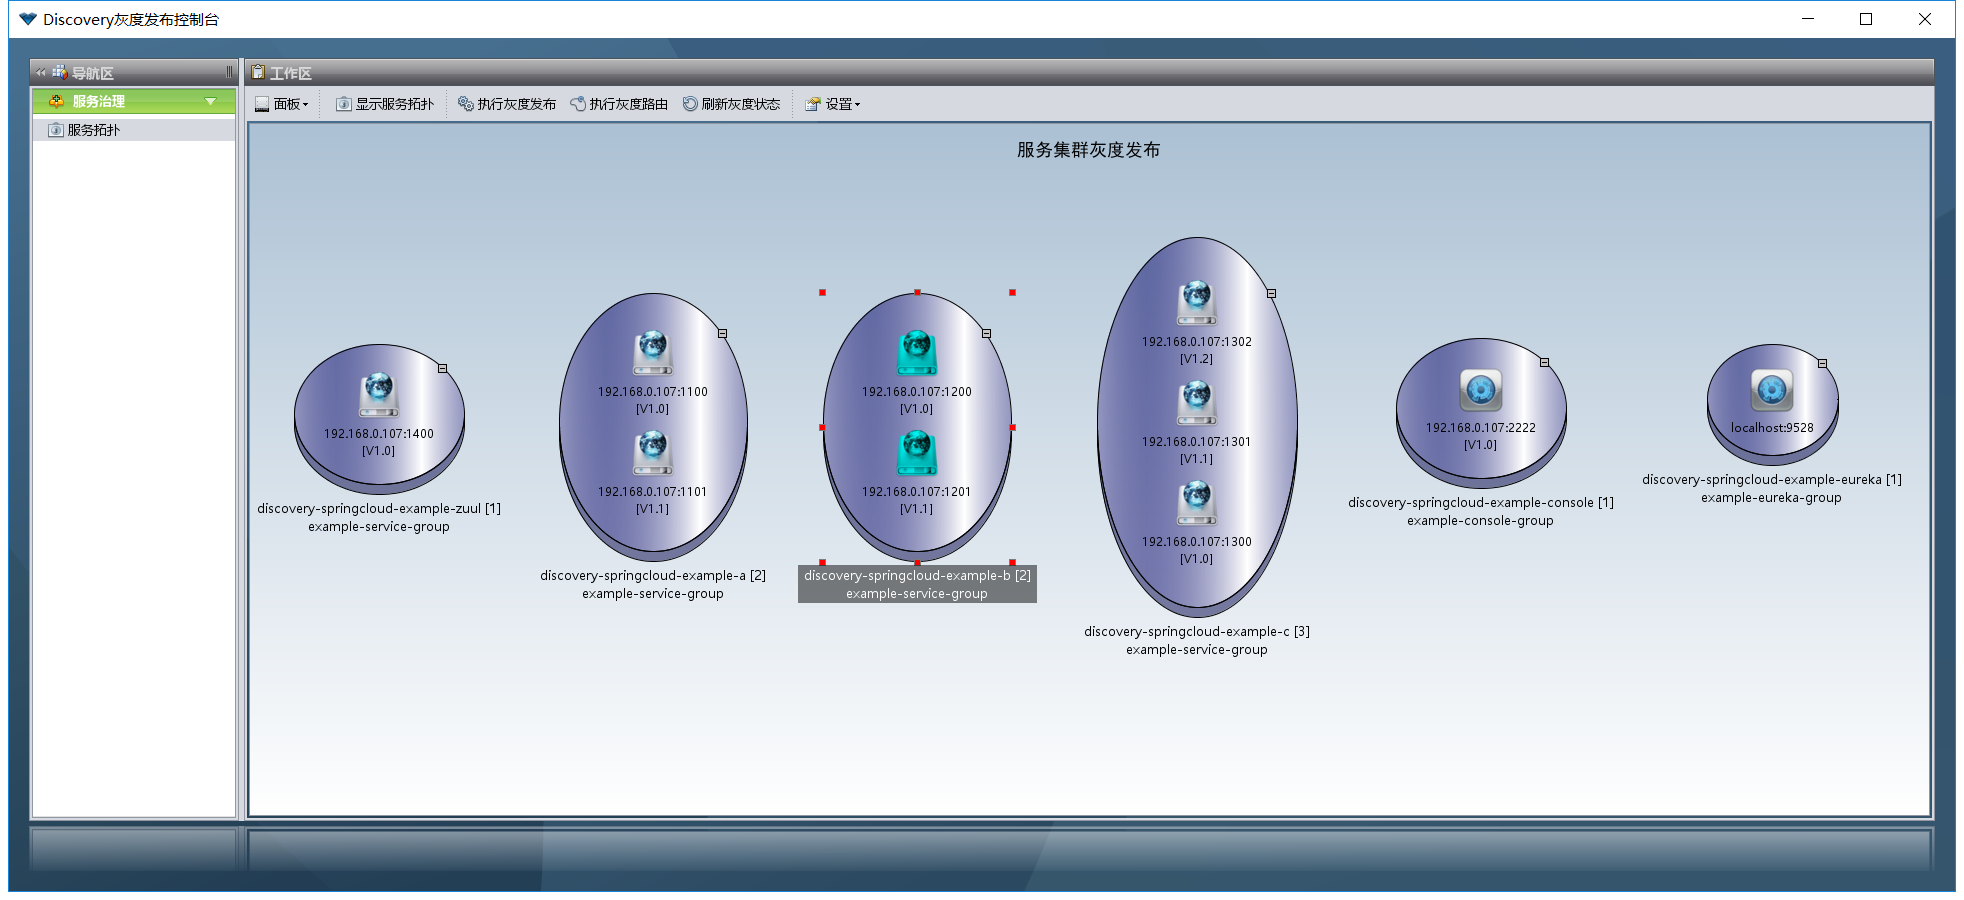 Discovery灰度发布控制台
导航区
服务治理
服务拓扑
工作区
面板 显示服务拓扑 执行灰度发布 执行灰度路由 刷新灰度状态 设置
服务集群灰度发布
192.168.0.107:1400
[V1.0]
discovery-springcloud-example-zuul [1]
example-service-group
192.168.0.107:1100
[V1.0]
192.168.0.107:1101
[V1.1]
discovery-springcloud-example-a [2]
example-service-group
192.168.0.107:1200
[V1.0]
192.168.0.107:1201
[V1.1]
discovery-springcloud-example-b [2]
example-service-group
192.168.0.107:1302
[V1.2]
192.168.0.107:1301
[V1.1]
192.168.0.107:1300
[V1.0]
discovery-springcloud-example-c [3]
example-service-group
192.168.0.107:2222
[V1.0]
discovery-springcloud-example-console [1]
example-console-group
localhost:9528
discovery-springcloud-example-eureka [1]
example-eureka-group